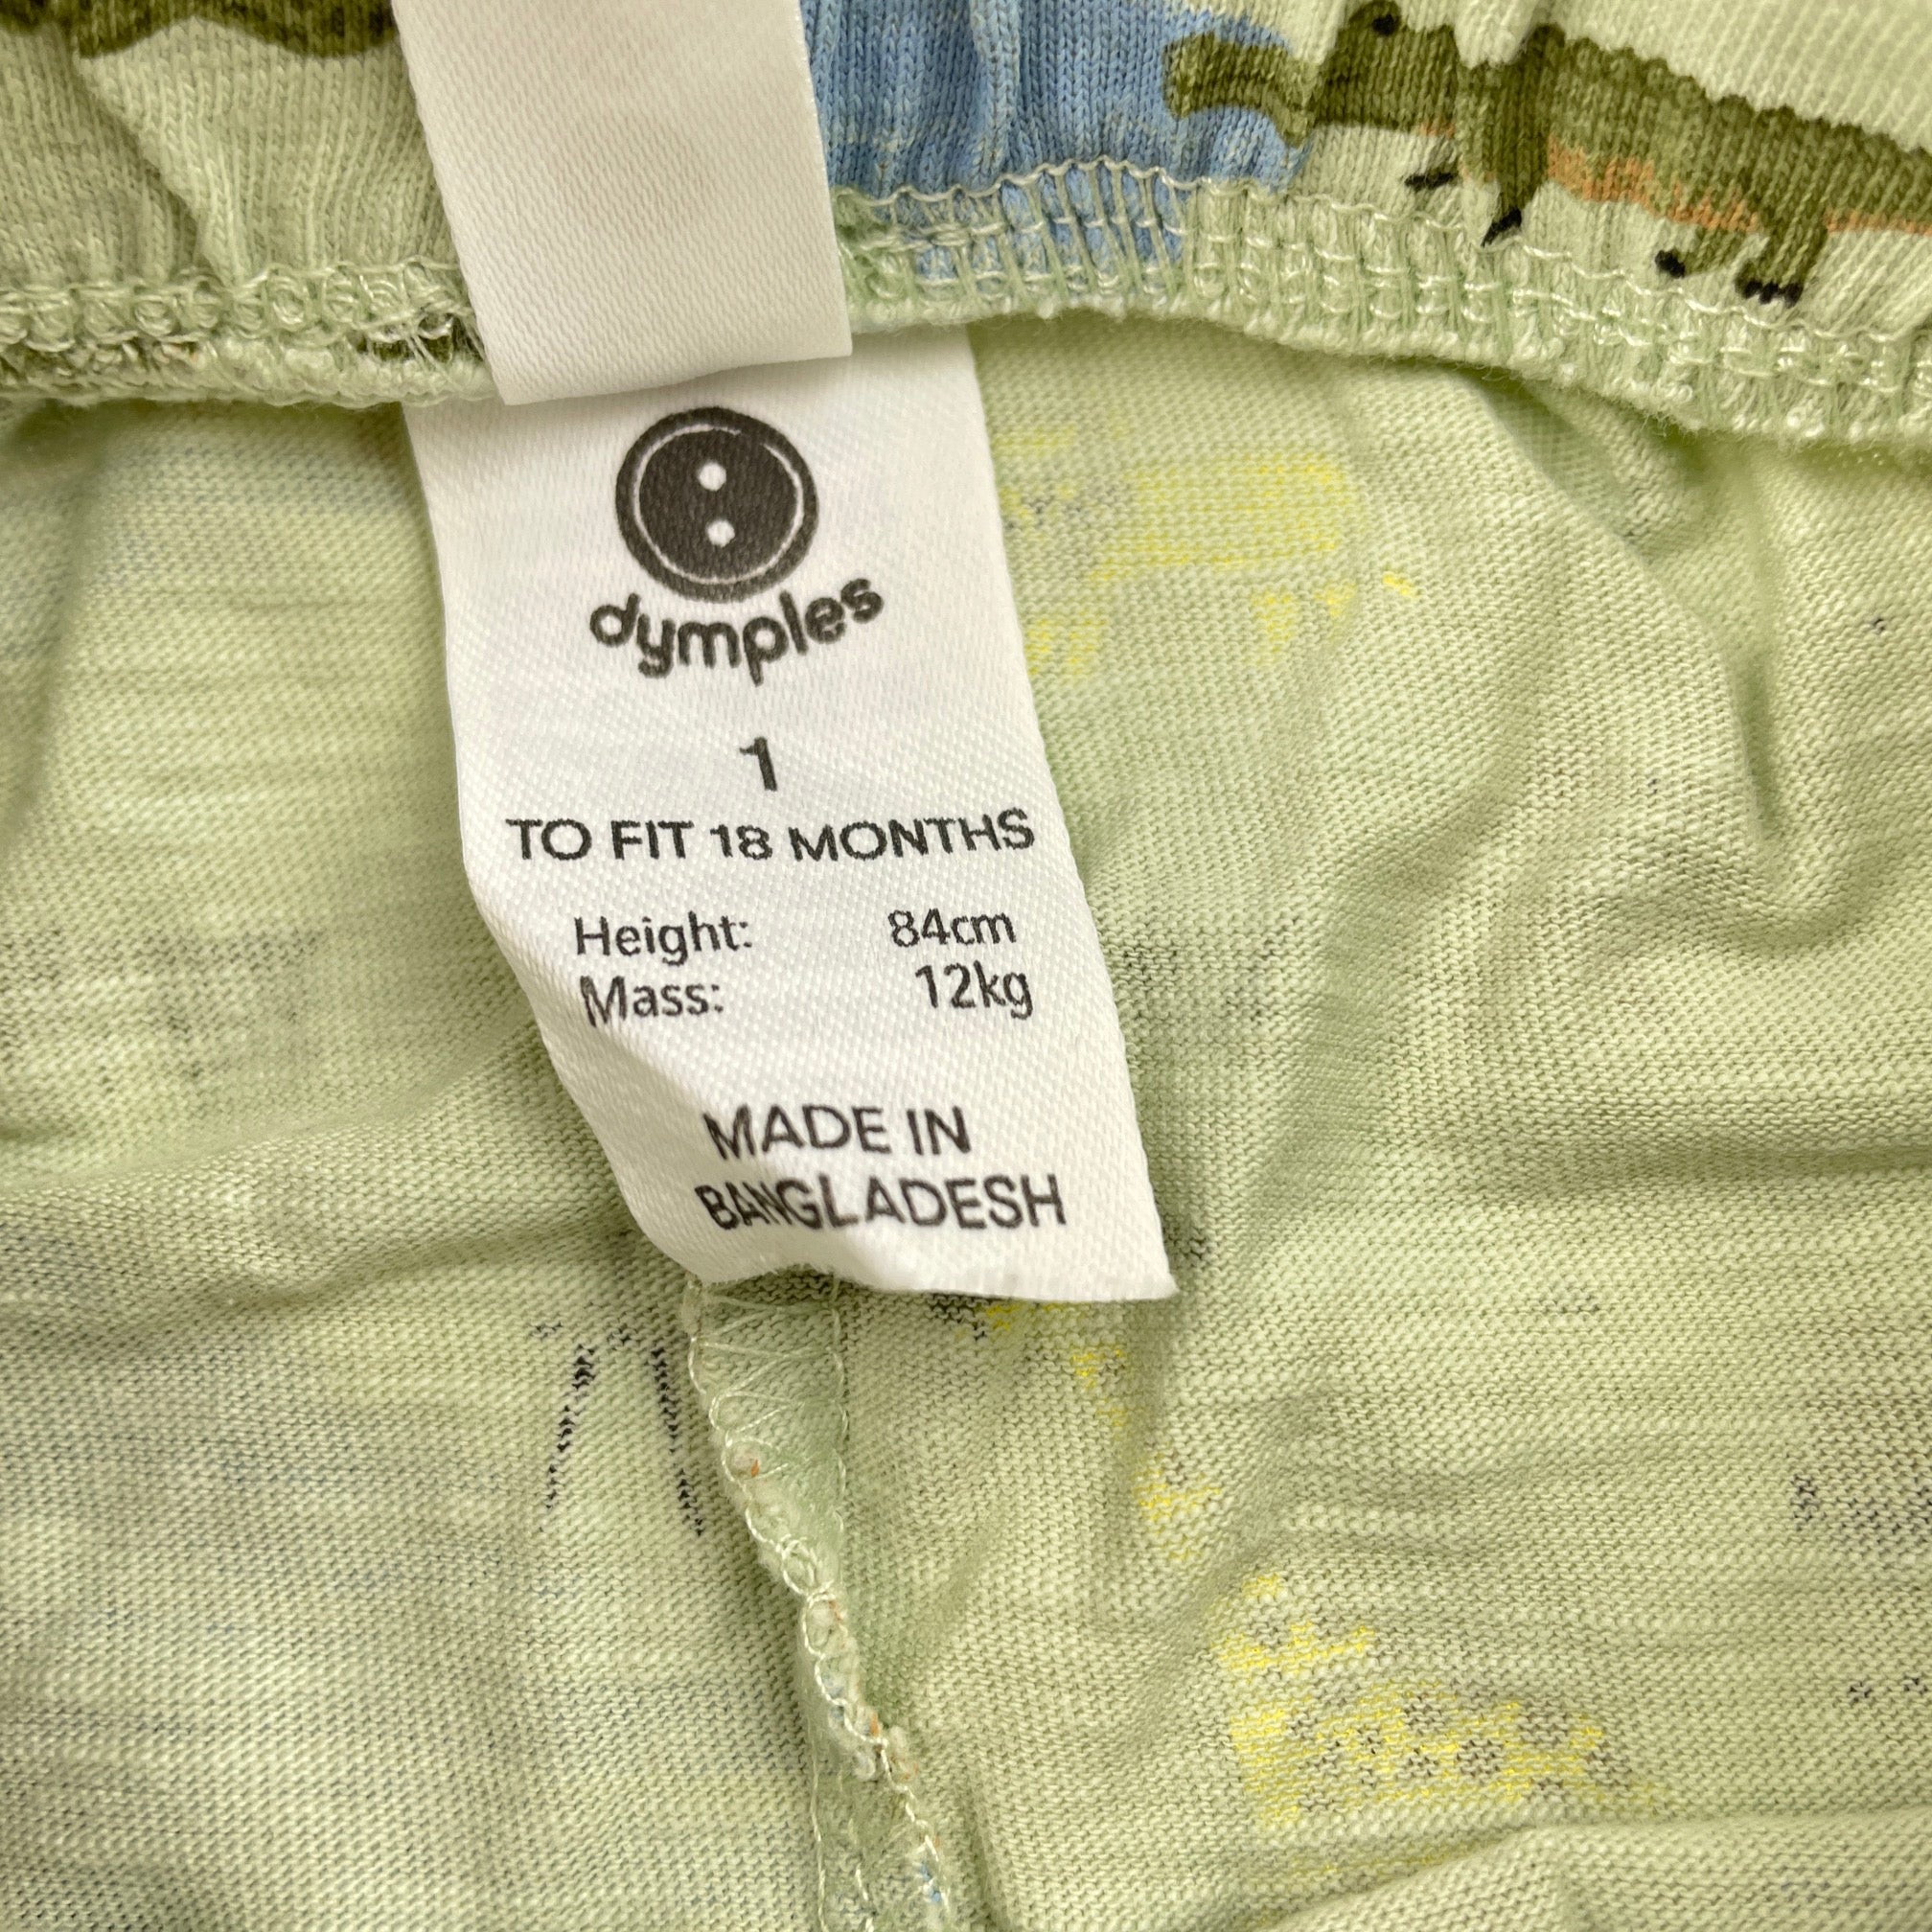 dymples
1
TO FIT 18 MONTHS
Height: 84cm
Mass: 12kg
MADE IN
BANGLADESH